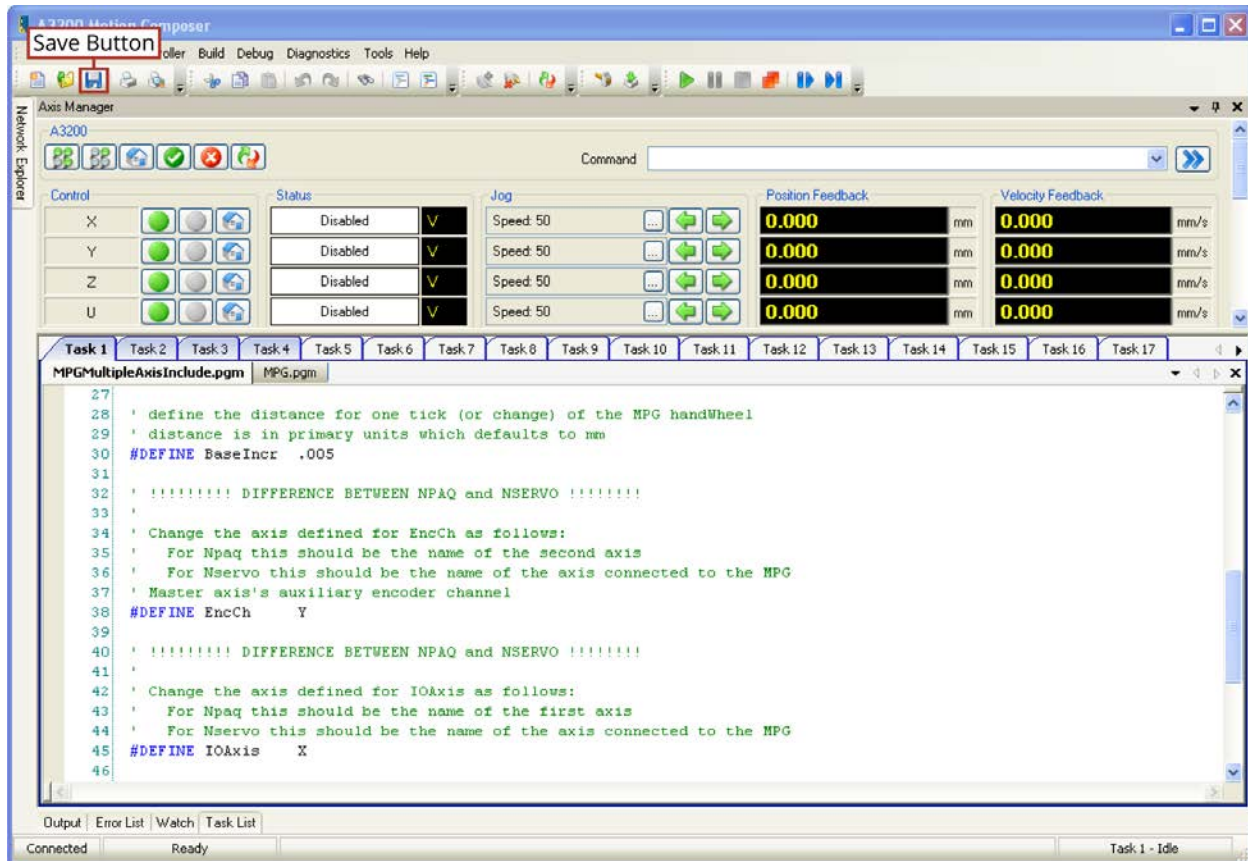 A3200 Motion Composer
Save Button
oller Build Debug Diagnostics Tools Help
Network Explorer
Axis Manager
A3200
Command
Control Status Jog Position Feedback Velocity Feedback
X Disabled V Speed: 50 ... 0.000 mm 0.000 mm/s
Y Disabled V Speed: 50 ... 0.000 mm 0.000 mm/s
Z Disabled V Speed: 50 ... 0.000 mm 0.000 mm/s
U Disabled V Speed: 50 ... 0.000 mm 0.000 mm/s
Task 1 Task 2 Task 3 Task 4 Task 5 Task 6 Task 7 Task 8 Task 9 Task 10 Task 11 Task 12 Task 13 Task 14 Task 15 Task 16 Task 17
MPGMultipleAxisInclude.pgm MPG.pgm
27
28 ' define the distance for one tick (or change) of the MPG handWheel
29 ' distance is in primary units which defaults to mm
30 #DEFINE BaseIncr .005
31
32 ' !!!!!!!!! DIFFERENCE BETWEEN NPAQ and NSERVO !!!!!!!!
33 '
34 ' Change the axis defined for EncCh as follows:
35 ' For Npaq this should be the name of the second axis
36 ' For Nservo this should be the name of the axis connected to the MPG
37 ' Master axis's auxiliary encoder channel
38 #DEFINE EncCh Y
39
40 ' !!!!!!!!! DIFFERENCE BETWEEN NPAQ and NSERVO !!!!!!!!
41 '
42 ' Change the axis defined for IOAxis as follows:
43 ' For Npaq this should be the name of the first axis
44 ' For Nservo this should be the name of the axis connected to the MPG
45 #DEFINE IOAxis X
46
Output Error List Watch Task List
Connected Ready Task 1 - Idle